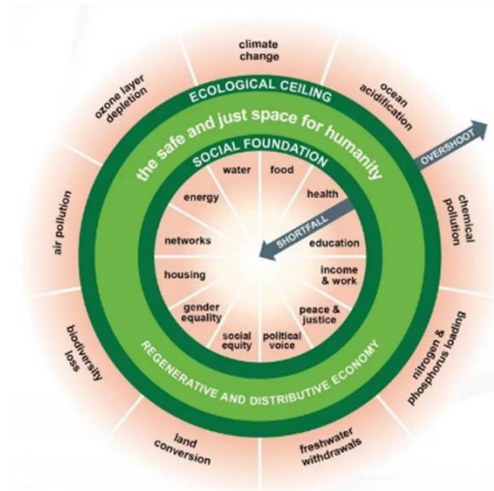 climate
change
ocean
acidification
chemical
pollution
nitrogen &
phosphorus loading
freshwater
withdrawals
land
conversion
biodiversity
loss
air pollution
ozone layer
depletion
ECOLOGICAL CEILING
the safe and just space for humanity
SOCIAL FOUNDATION
OVERSHOOT
SHORTFALL
water
food
health
education
income
& work
peace &
justice
political
voice
social
equity
gender
equality
housing
networks
energy
REGENERATIVE AND DISTRIBUTIVE ECONOMY